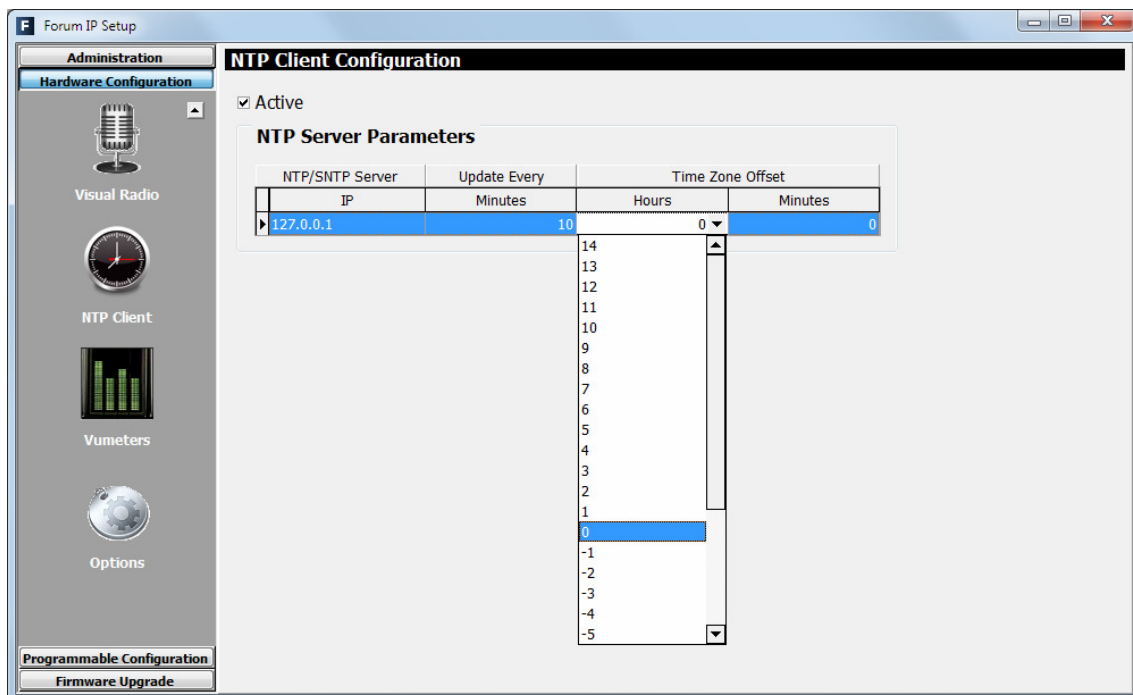 F Forum IP Setup
Administration
Hardware Configuration
Visual Radio
NTP Client
Vumeters
Options
Programmable Configuration
Firmware Upgrade
NTP Client Configuration
Active
NTP Server Parameters
NTP/SNTP Server Update Every Time Zone Offset
IP Minutes Hours Minutes
127.0.0.1 10 0 0
14
13
12
11
10
9
8
7
6
5
4
3
2
1
0
-1
-2
-3
-4
-5